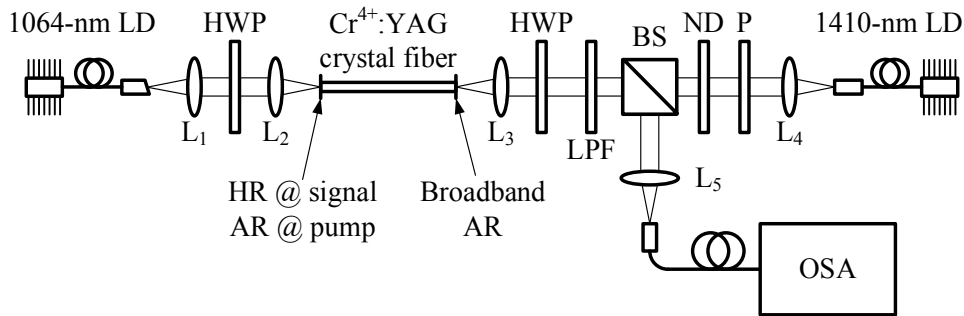 1064-nm LD
HWP
Cr⁴⁺:YAG
crystal fiber
HWP
BS
ND
P
1410-nm LD
L₁
L₂
L₃
LPF
L₄
L₅
HR @ signal
AR @ pump
Broadband
AR
OSA